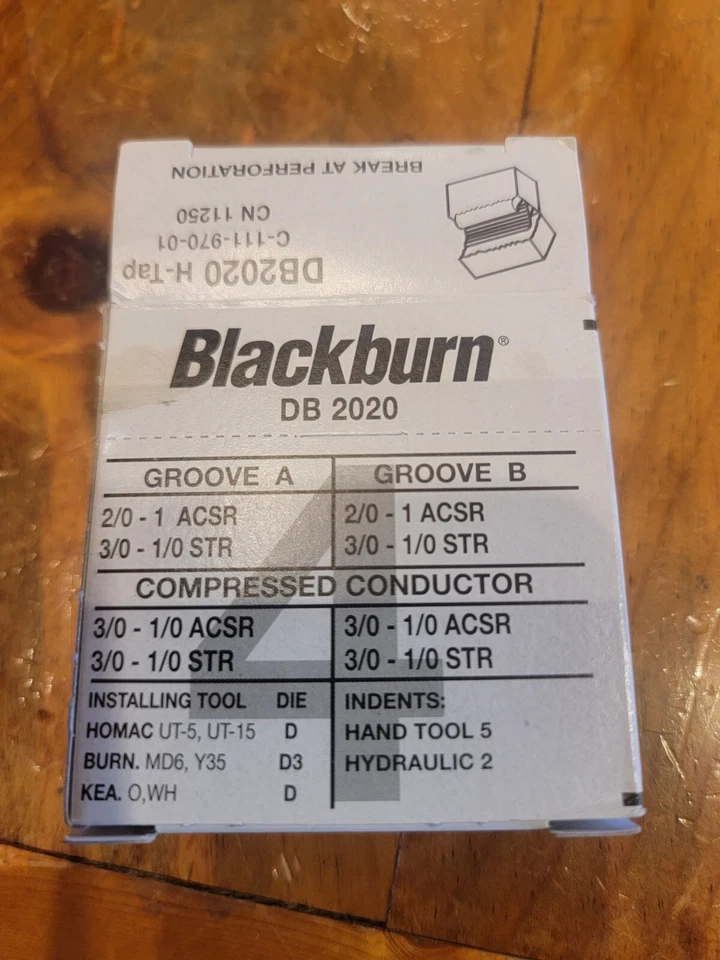 BREAK AT PERFORATION
CN 11250
C-111-970-01
DB2020 H-Tap
Blackburn®
DB 2020
4
GROOVE A GROOVE B
2/0 - 1 ACSR 2/0 - 1 ACSR
3/0 - 1/0 STR 3/0 - 1/0 STR
COMPRESSED CONDUCTOR
3/0 - 1/0 ACSR 3/0 - 1/0 ACSR
3/0 - 1/0 STR 3/0 - 1/0 STR
INSTALLING TOOL DIE INDENTS:
HOMAC UT-5, UT-15 D HAND TOOL 5
BURN. MD6, Y35 D3 HYDRAULIC 2
KEA. O,WH D